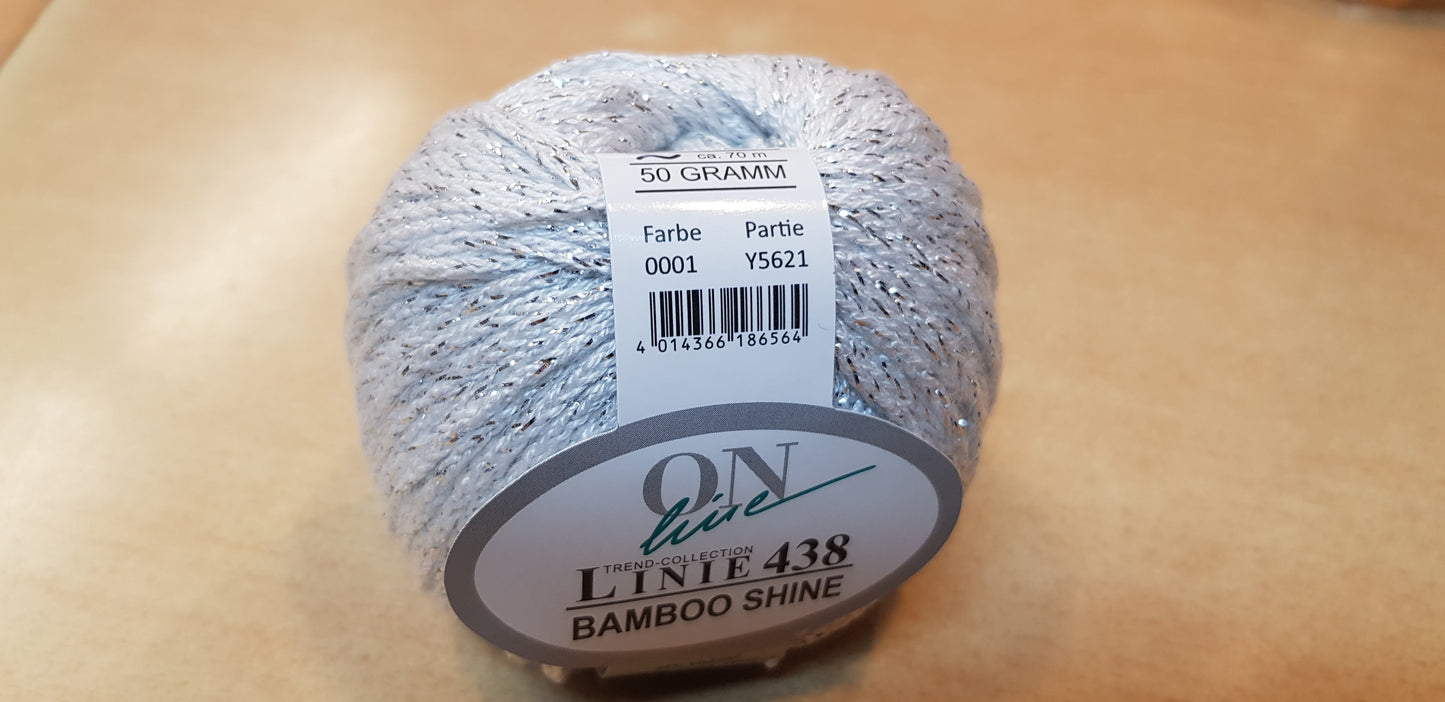 ca. 70 m
50 GRAMM
Farbe Partie
0001 Y5621
4 014366 186564
ON
line
TREND-COLLECTION
LINIE 438
BAMBOO SHINE